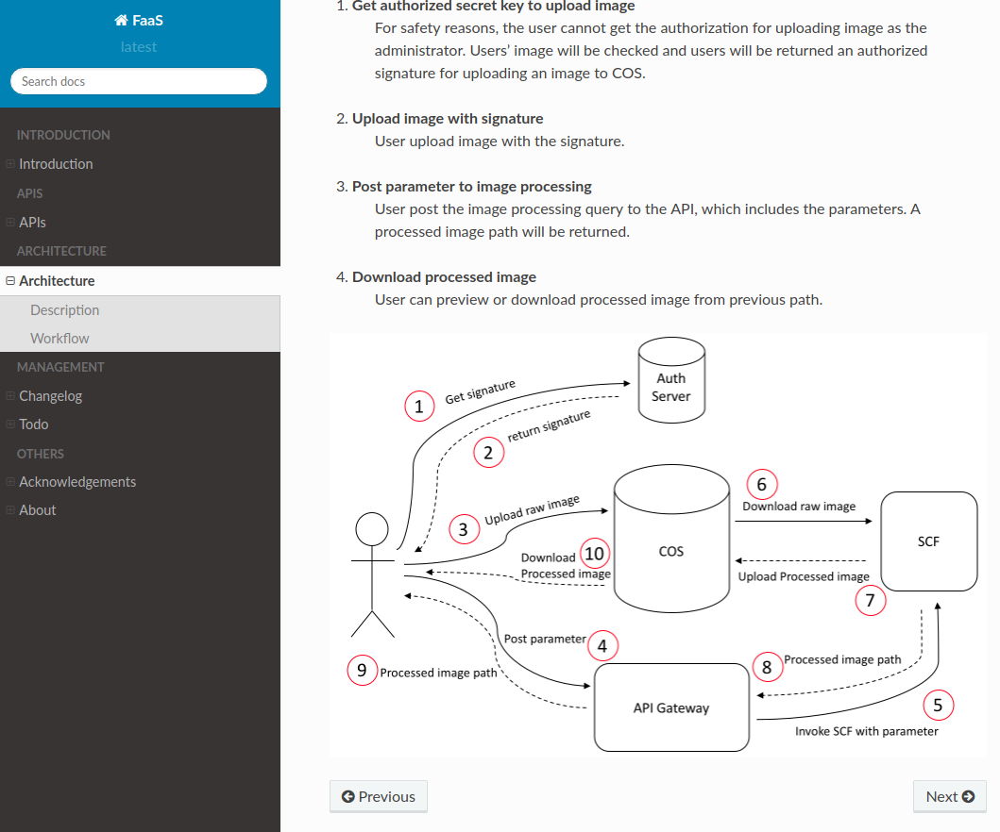 FaaS
latest
Search docs
INTRODUCTION
Introduction
APIS
APIs
ARCHITECTURE
Architecture
Description
Workflow
MANAGEMENT
Changelog
Todo
OTHERS
Acknowledgements
About
1. Get authorized secret key to upload image
For safety reasons, the user cannot get the authorization for uploading image as the
administrator. Users’ image will be checked and users will be returned an authorized
signature for uploading an image to COS.
2. Upload image with signature
User upload image with the signature.
3. Post parameter to image processing
User post the image processing query to the API, which includes the parameters. A
processed image path will be returned.
4. Download processed image
User can preview or download processed image from previous path.
Auth
Server
1
Get signature
2
return signature
3
Upload raw image
6
Download raw image
COS
SCF
Download
Processed image
10
Upload Processed image
7
Post parameter
4
9
Processed image path
8
Processed image path
API Gateway
5
Invoke SCF with parameter
Previous
Next